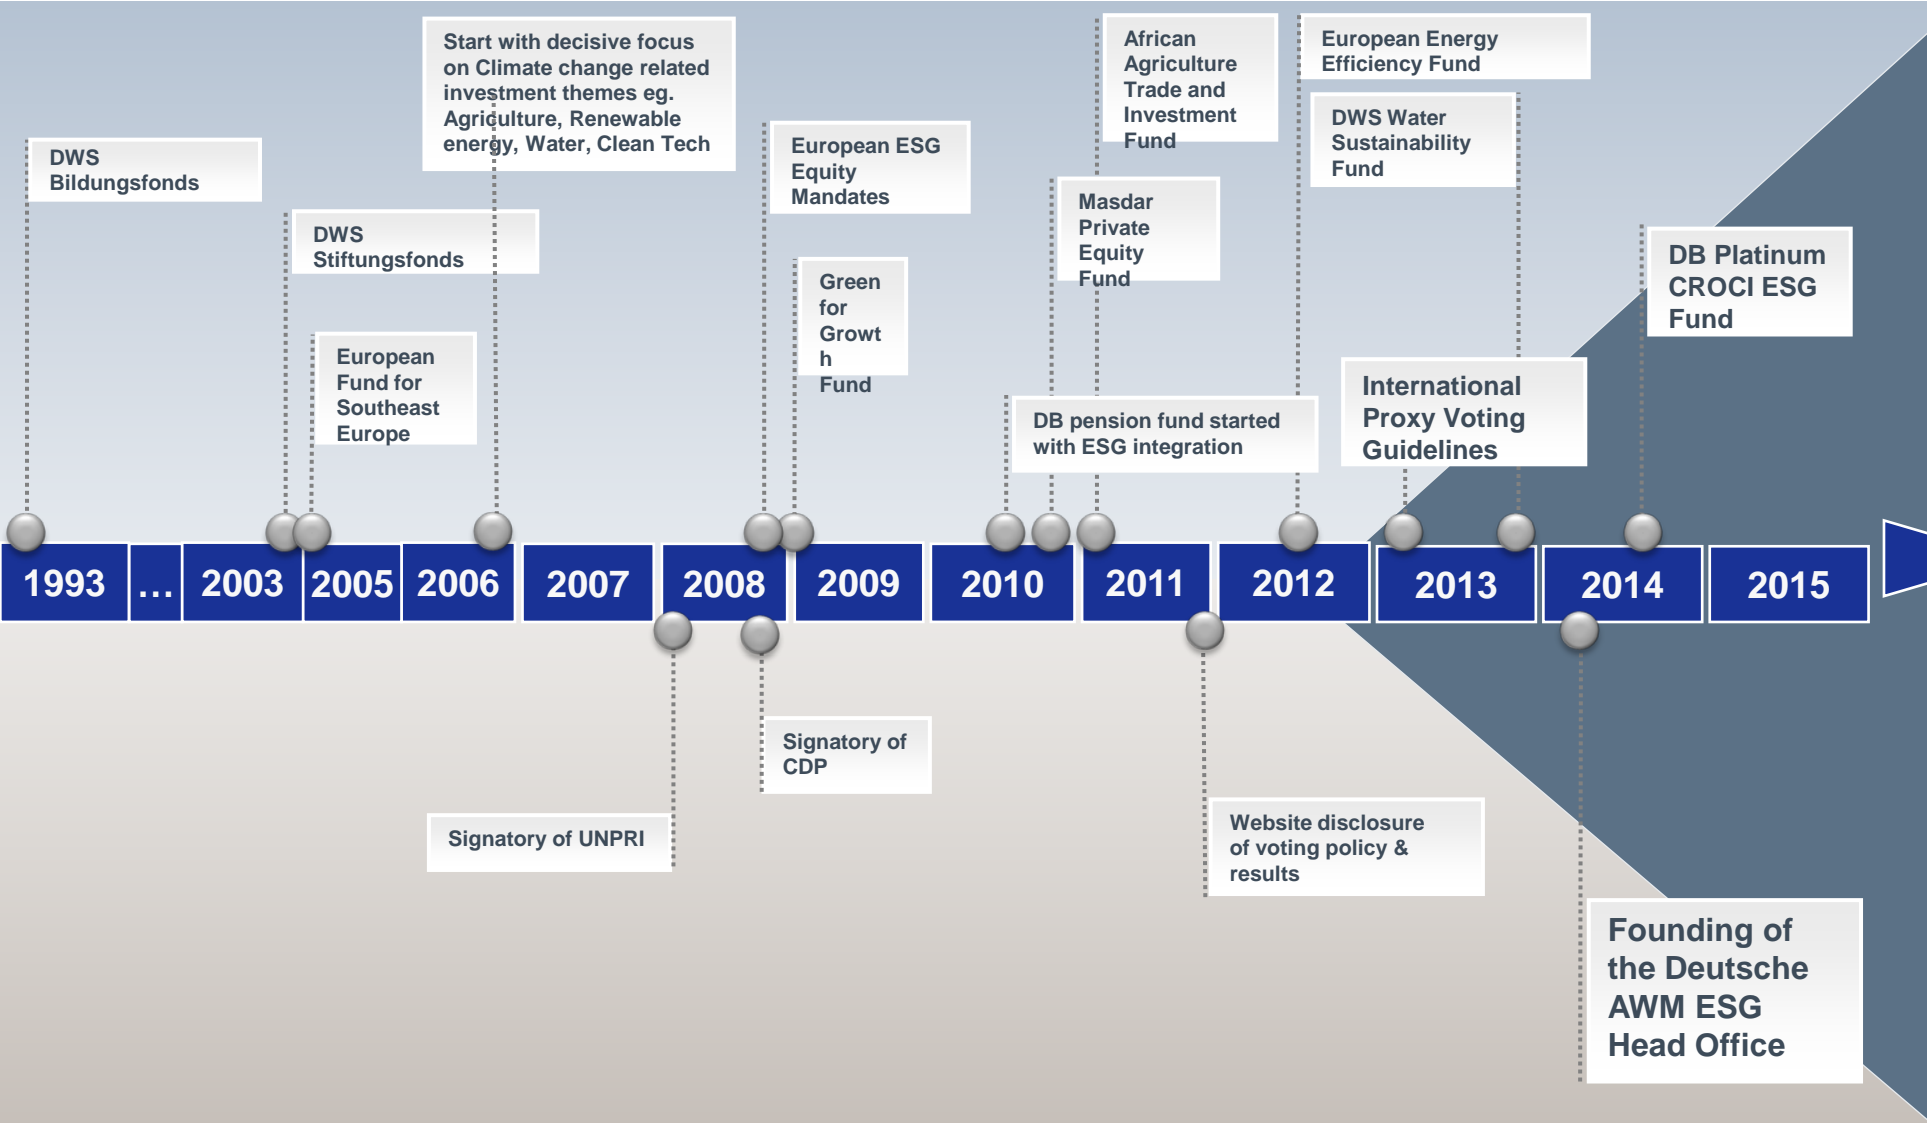 Start with decisive focus
on Climate change related
investment themes eg.
Agriculture, Renewable
energy, Water, Clean Tech
African
Agriculture
Trade and
Investment
Fund
European Energy
Efficiency Fund
DWS Water
Sustainability
Fund
DWS
Bildungsfonds
European ESG
Equity
Mandates
Masdar
Private
Equity
Fund
DWS
Stiftungsfonds
DB Platinum
CROCI ESG
Fund
Green
for
Growt
h
Fund
European
Fund for
Southeast
Europe
International
Proxy Voting
Guidelines
DB pension fund started
with ESG integration
1993 ... 2003 2005 2006 2007 2008 2009 2010 2011 2012 2013 2014 2015
Signatory of
CDP
Signatory of UNPRI
Website disclosure
of voting policy &
results
Founding of
the Deutsche
AWM ESG
Head Office